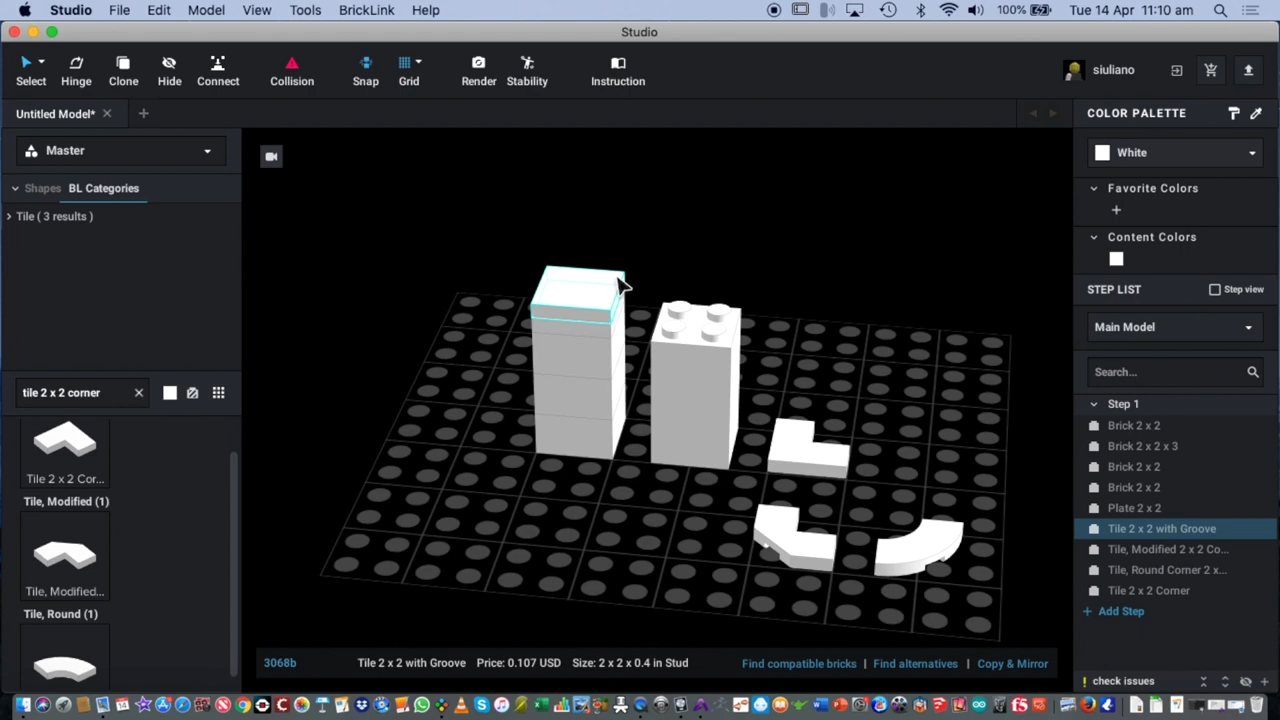 Studio File Edit Model View Tools BrickLink Help 100% Tue 14 Apr 11:10 am
Studio
Select Hinge Clone Hide Connect Collision Snap Grid Render Stability Instruction siuliano
Untitled Model*
COLOR PALETTE
Master
White
Shapes BL Categories
Favorite Colors
Tile ( 3 results )
Content Colors
STEP LIST Step view
Main Model
Search...
tile 2 x 2 corner
Step 1
Brick 2 x 2
Brick 2 x 2 x 3
Brick 2 x 2
Brick 2 x 2
Plate 2 x 2
Tile 2 x 2 with Groove
Tile, Modified 2 x 2 Co...
Tile, Round Corner 2 x...
Tile 2 x 2 Corner
Add Step
Tile 2 x 2 Cor...
Tile, Modified (1)
Tile, Modified...
Tile, Round (1)
3068b Tile 2 x 2 with Groove Price: 0.107 USD Size: 2 x 2 x 0.4 in Stud Find compatible bricks | Find alternatives | Copy & Mirror
check issues